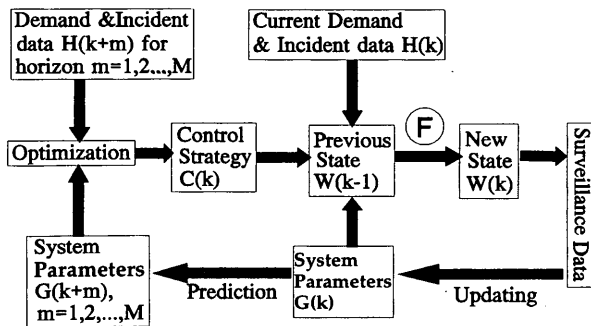 Demand &Incident
data H(k+m) for
horizon m=1,2...,M
Current Demand
& Incident data H(k)
Optimization
Control
Strategy
C(k)
Previous
State
W(k-1)
F
New
State
W(k)
Surveillance Data
System
Parameters
G(k+m),
m=1,2,...,M
Prediction
System
Parameters
G(k)
Updating